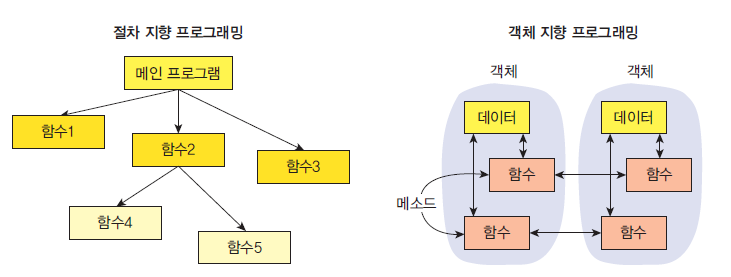 절차 지향 프로그래밍
메인 프로그램
함수1
함수2
함수3
함수4
함수5
객체 지향 프로그래밍
객체
객체
데이터
데이터
함수
함수
메소드
함수
함수